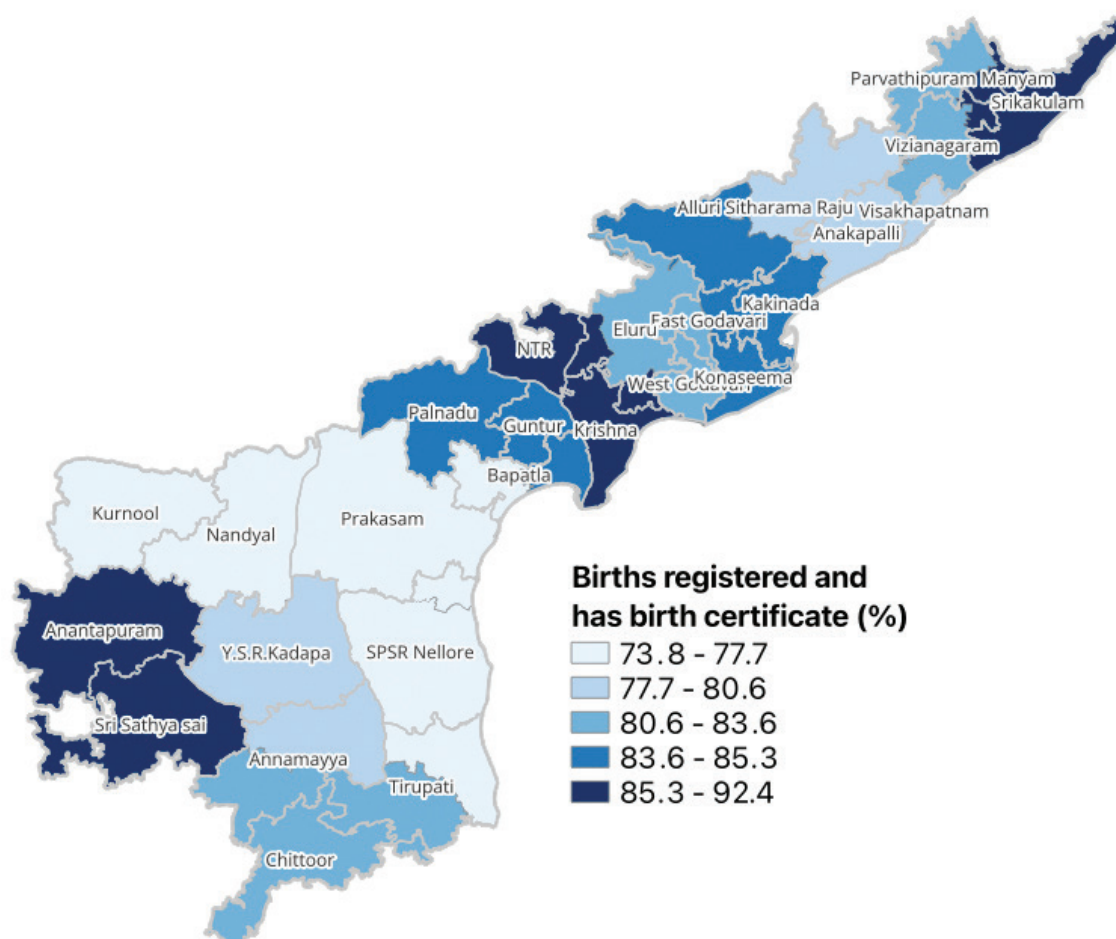 Parvathipuram Manyam
Srikakulam
Vizianagaram
Alluri Sitharama Raju
Visakhapatnam
Anakapalli
Kakinada
East Godavari
Eluru
NTR
Konaseema
West Godavari
Palnadu
Guntur
Krishna
Bapatla
Kurnool
Prakasam
Nandyal
Anantapuram
Y.S.R.Kadapa
SPSR Nellore
Sri Sathya sai
Annamayya
Tirupati
Chittoor
Births registered and
has birth certificate (%)
73.8 - 77.7
77.7 - 80.6
80.6 - 83.6
83.6 - 85.3
85.3 - 92.4